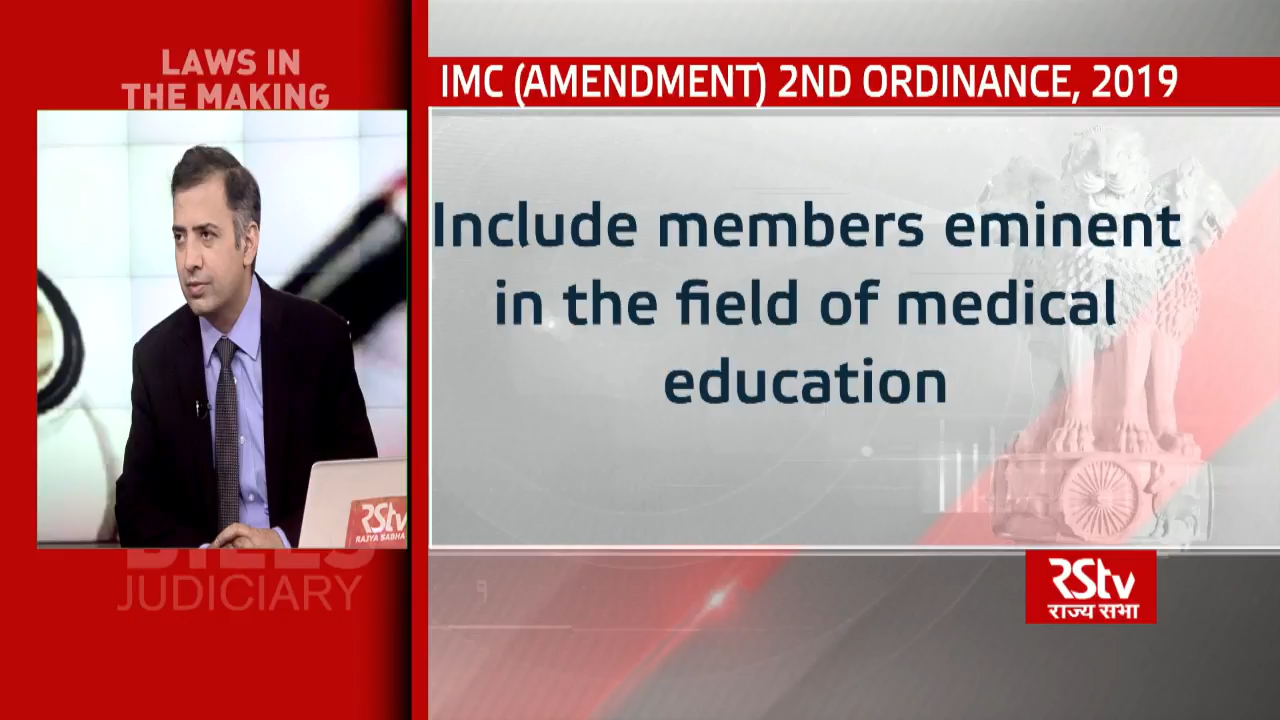 LAWS IN
THE MAKING
IMC (AMENDMENT) 2ND ORDINANCE, 2019
Include members eminent
in the field of medical
education
RStv
RAJYA SABHA
JUDICIARY
RStv
राज्य सभा